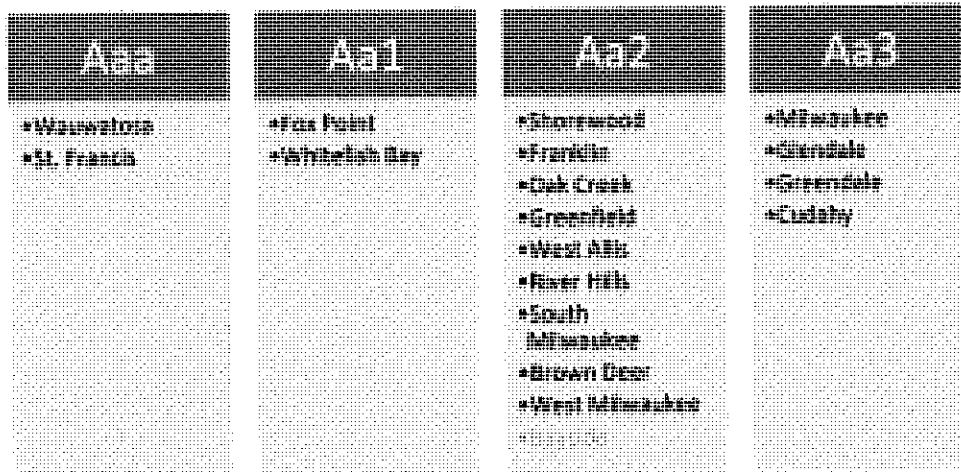 Aaa
•Wauwatosa
•St. Francis
Aa1
•Fox Point
•Whitefish Bay
Aa2
•Shorewood
•Franklin
•Oak Creek
•Greenfield
•West Allis
•River Hills
•South
Milwaukee
•Brown Deer
•West Milwaukee
Aa3
•Milwaukee
•Glendale
•Greendale
•Cudahy